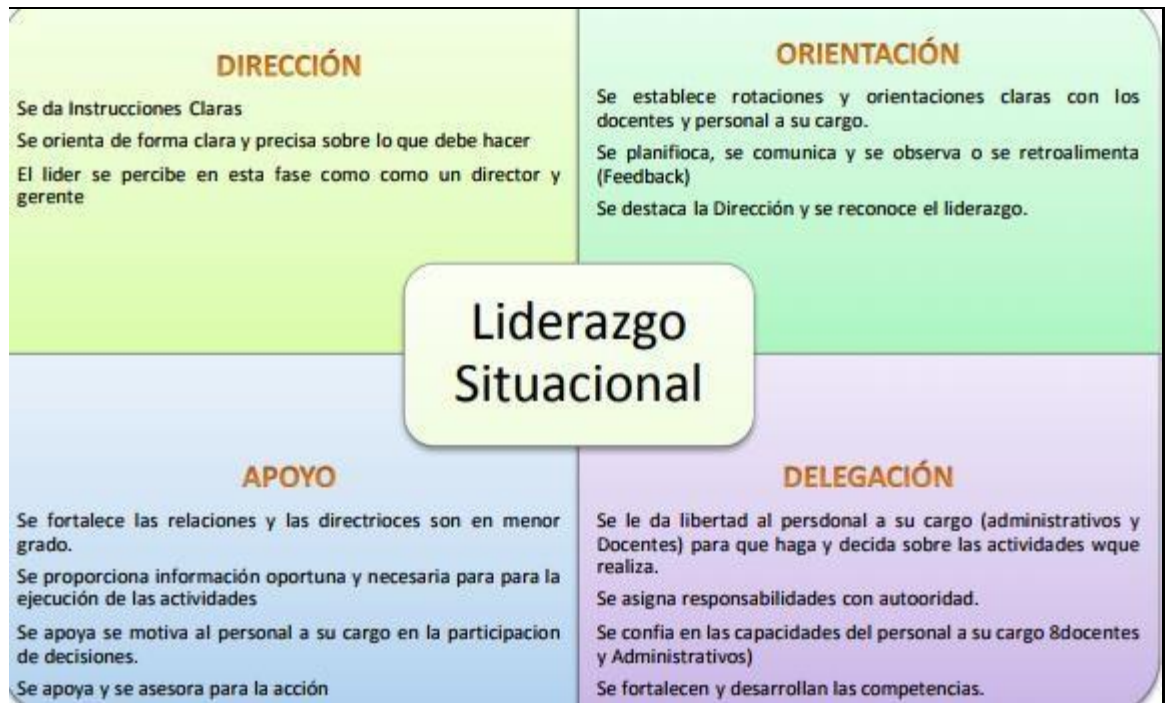 DIRECCIÓN
Se da Instrucciones Claras
Se orienta de forma clara y precisa sobre lo que debe hacer
El lider se percibe en esta fase como como un director y
gerente
ORIENTACIÓN
Se establece rotaciones y orientaciones claras con los
docentes y personal a su cargo.
Se planifioca, se comunica y se observa o se retroalimenta
(Feedback)
Se destaca la Dirección y se reconoce el liderazgo.
Liderazgo
Situacional
APOYO
Se fortalece las relaciones y las directrioces son en menor
grado.
Se proporciona información oportuna y necesaria para para la
ejecución de las actividades
Se apoya se motiva al personal a su cargo en la participacion
de decisiones.
Se apoya y se asesora para la acción
DELEGACIÓN
Se le da libertad al persdonal a su cargo (administrativos y
Docentes) para que haga y decida sobre las actividades wque
realiza.
Se asigna responsabilidades con autooridad.
Se confia en las capacidades del personal a su cargo 8docentes
y Administrativos)
Se fortalecen y desarrollan las competencias.